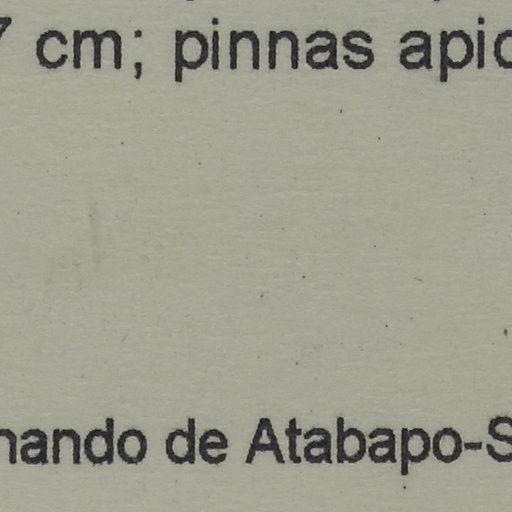 7 cm; pinnas apic
nando de Atabapo-S